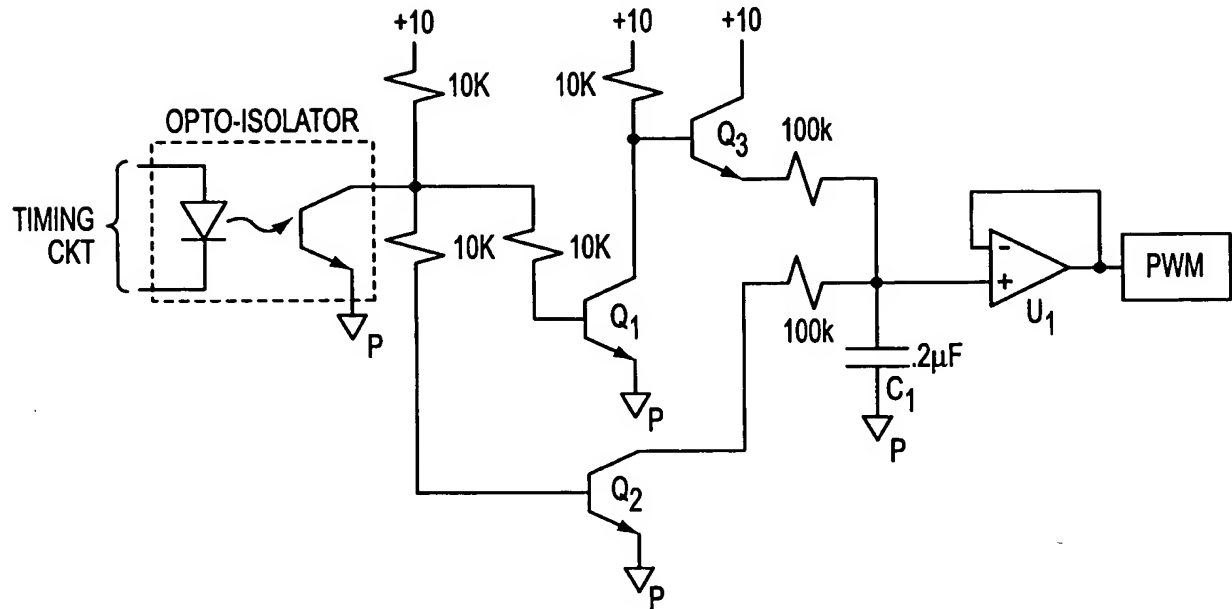 +10
+10
+10
10K
10K
OPTO-ISOLATOR
100k
Q3
TIMING
CKT
10K
10K
PWM
-
+
Q1
U1
P
100k
.2µF
C1
P
P
Q2
P